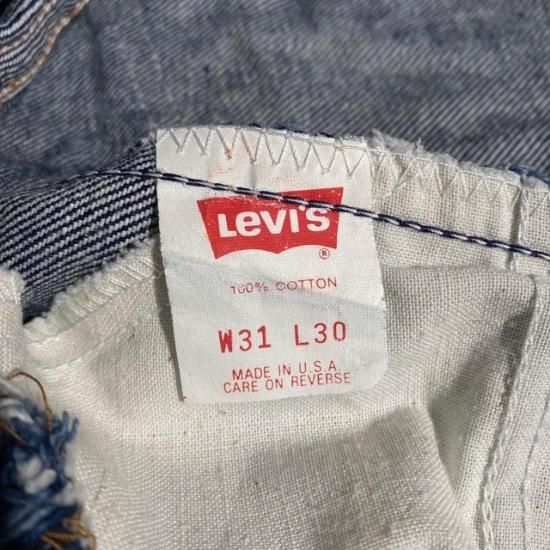 Levi's
®
100% COTTON
W31 L30
MADE IN U.S.A
CARE ON REVERSE